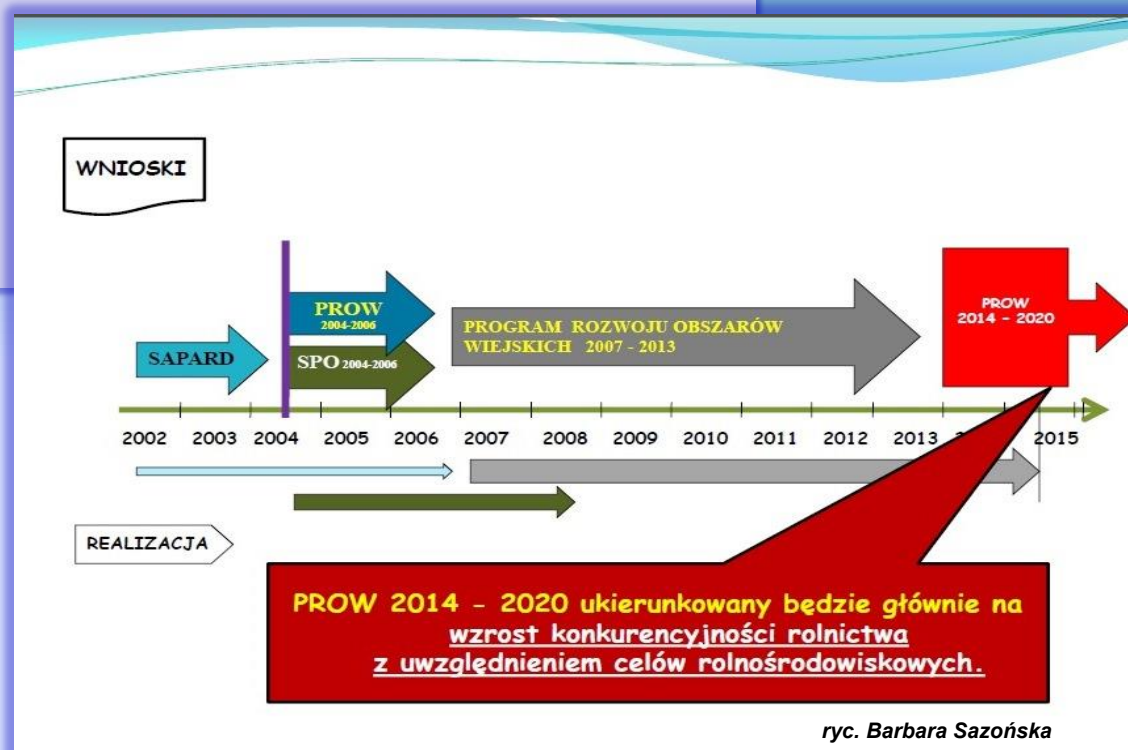 WNIOSKI
PROW
2004-2006
SAPARD
SPO 2004-2006
PROGRAM ROZWOJU OBSZARÓW
WIEJSKICH 2007 - 2013
PROW
2014 - 2020
2002 2003 2004 2005 2006 2007 2008 2009 2010 2011 2012 2013 2015
REALIZACJA
PROW 2014 - 2020 ukierunkowany będzie głównie na
wzrost konkurencyjności rolnictwa
z uwzględnieniem celów rolnośrodowiskowych.
ryc. Barbara Sazońska